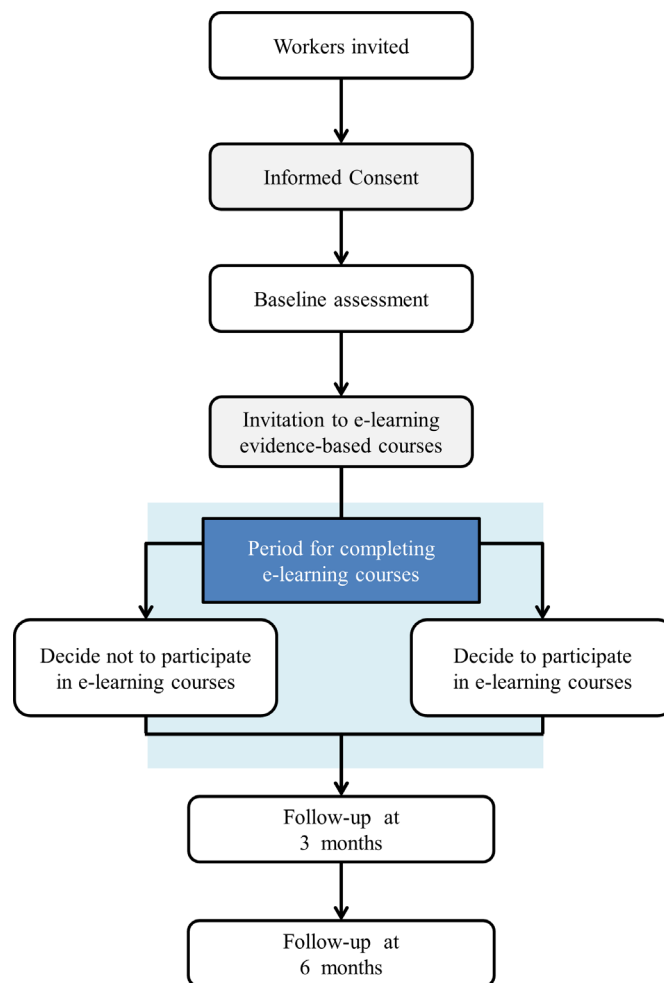 Workers invited
Informed Consent
Baseline assessment
Invitation to e-learning
evidence-based courses
Period for completing
e-learning courses
Decide not to participate
in e-learning courses
Decide to participate
in e-learning courses
Follow-up at
3 months
Follow-up at
6 months